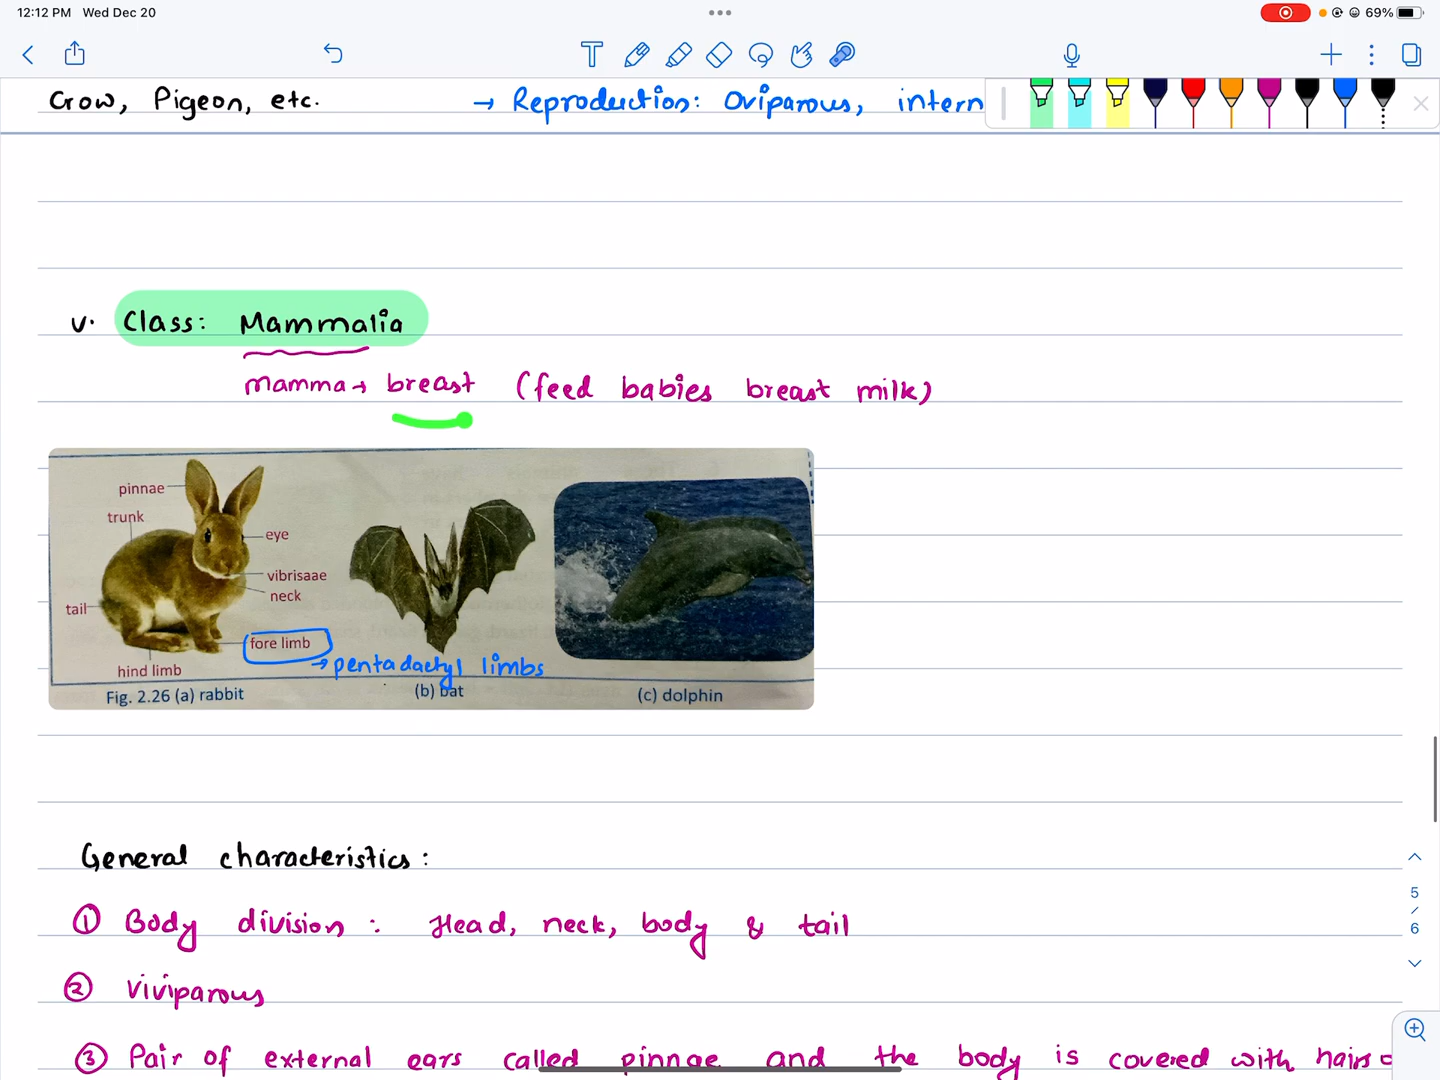 12:12 PM Wed Dec 20
69%
Crow, Pigeon, etc. → Reproduction: Oviparous, intern
v. Class: Mammalia
mamma → breast (feed babies breast milk)
pinnae
trunk
eye
vibrisaae
neck
tail
fore limb
→ pentadactyl limbs
hind limb
Fig. 2.26 (a) rabbit (b) bat (c) dolphin
General characteristics:
① Body division : Head, neck, body & tail
② Viviparous
③ Pair of external ears called pinnae and the body is covered with hairs
5
/
6